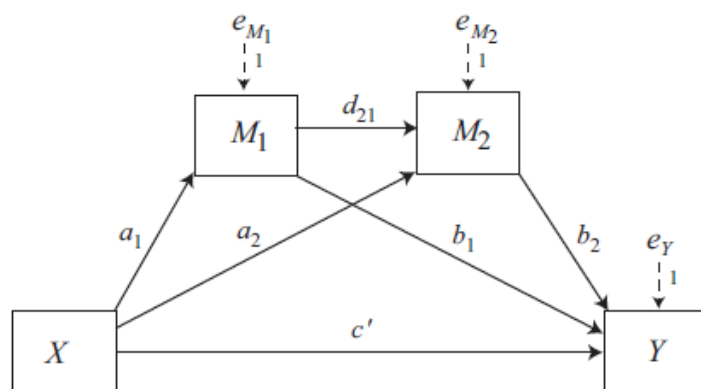 e_{M_1} e_{M_2}
1 1
d_{21}
M_1 M_2
a_1 a_2 b_1 b_2 e_Y
1
c'
X Y